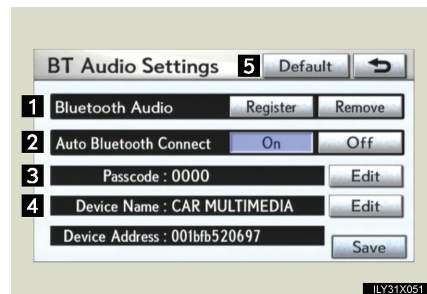 BT Audio Settings 5 Default
1 Bluetooth Audio Register Remove
2 Auto Bluetooth Connect On Off
3 Passcode : 0000 Edit
4 Device Name : CAR MULTIMEDIA Edit
Device Address : 001bfb520697
Save
ILY31X051